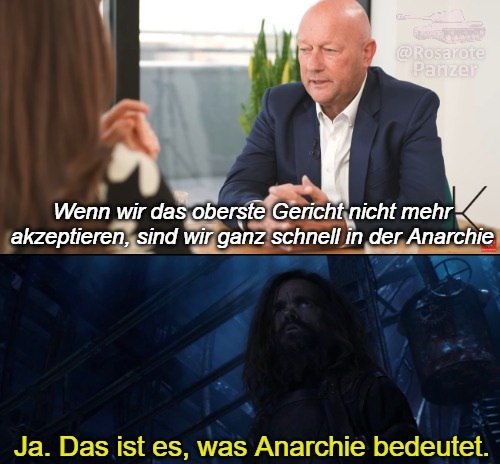 @Rosarote
Panzer
Wenn wir das oberste Gericht nicht mehr
akzeptieren, sind wir ganz schnell in der Anarchie
Ja. Das ist es, was Anarchie bedeutet.